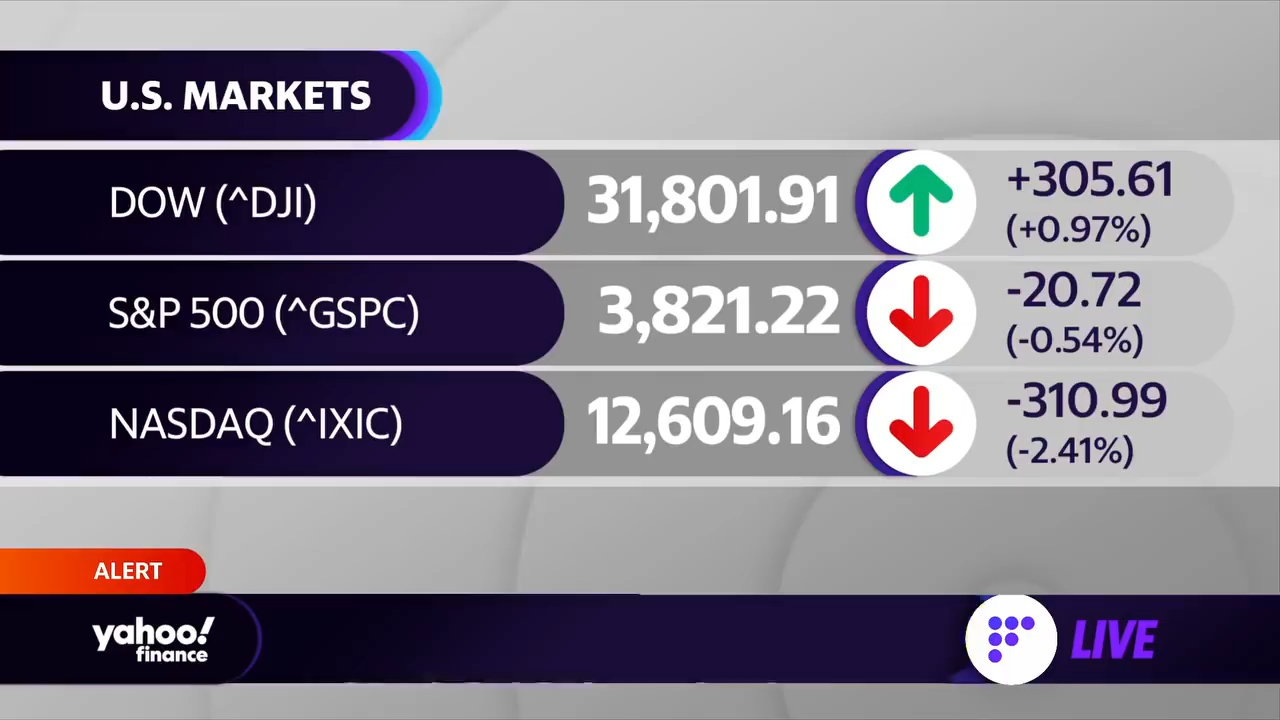 U.S. MARKETS
DOW (^DJI) 31,801.91 +305.61
(+0.97%)
S&P 500 (^GSPC) 3,821.22 -20.72
(-0.54%)
NASDAQ (^IXIC) 12,609.16 -310.99
(-2.41%)
ALERT
yahoo!
finance
LIVE